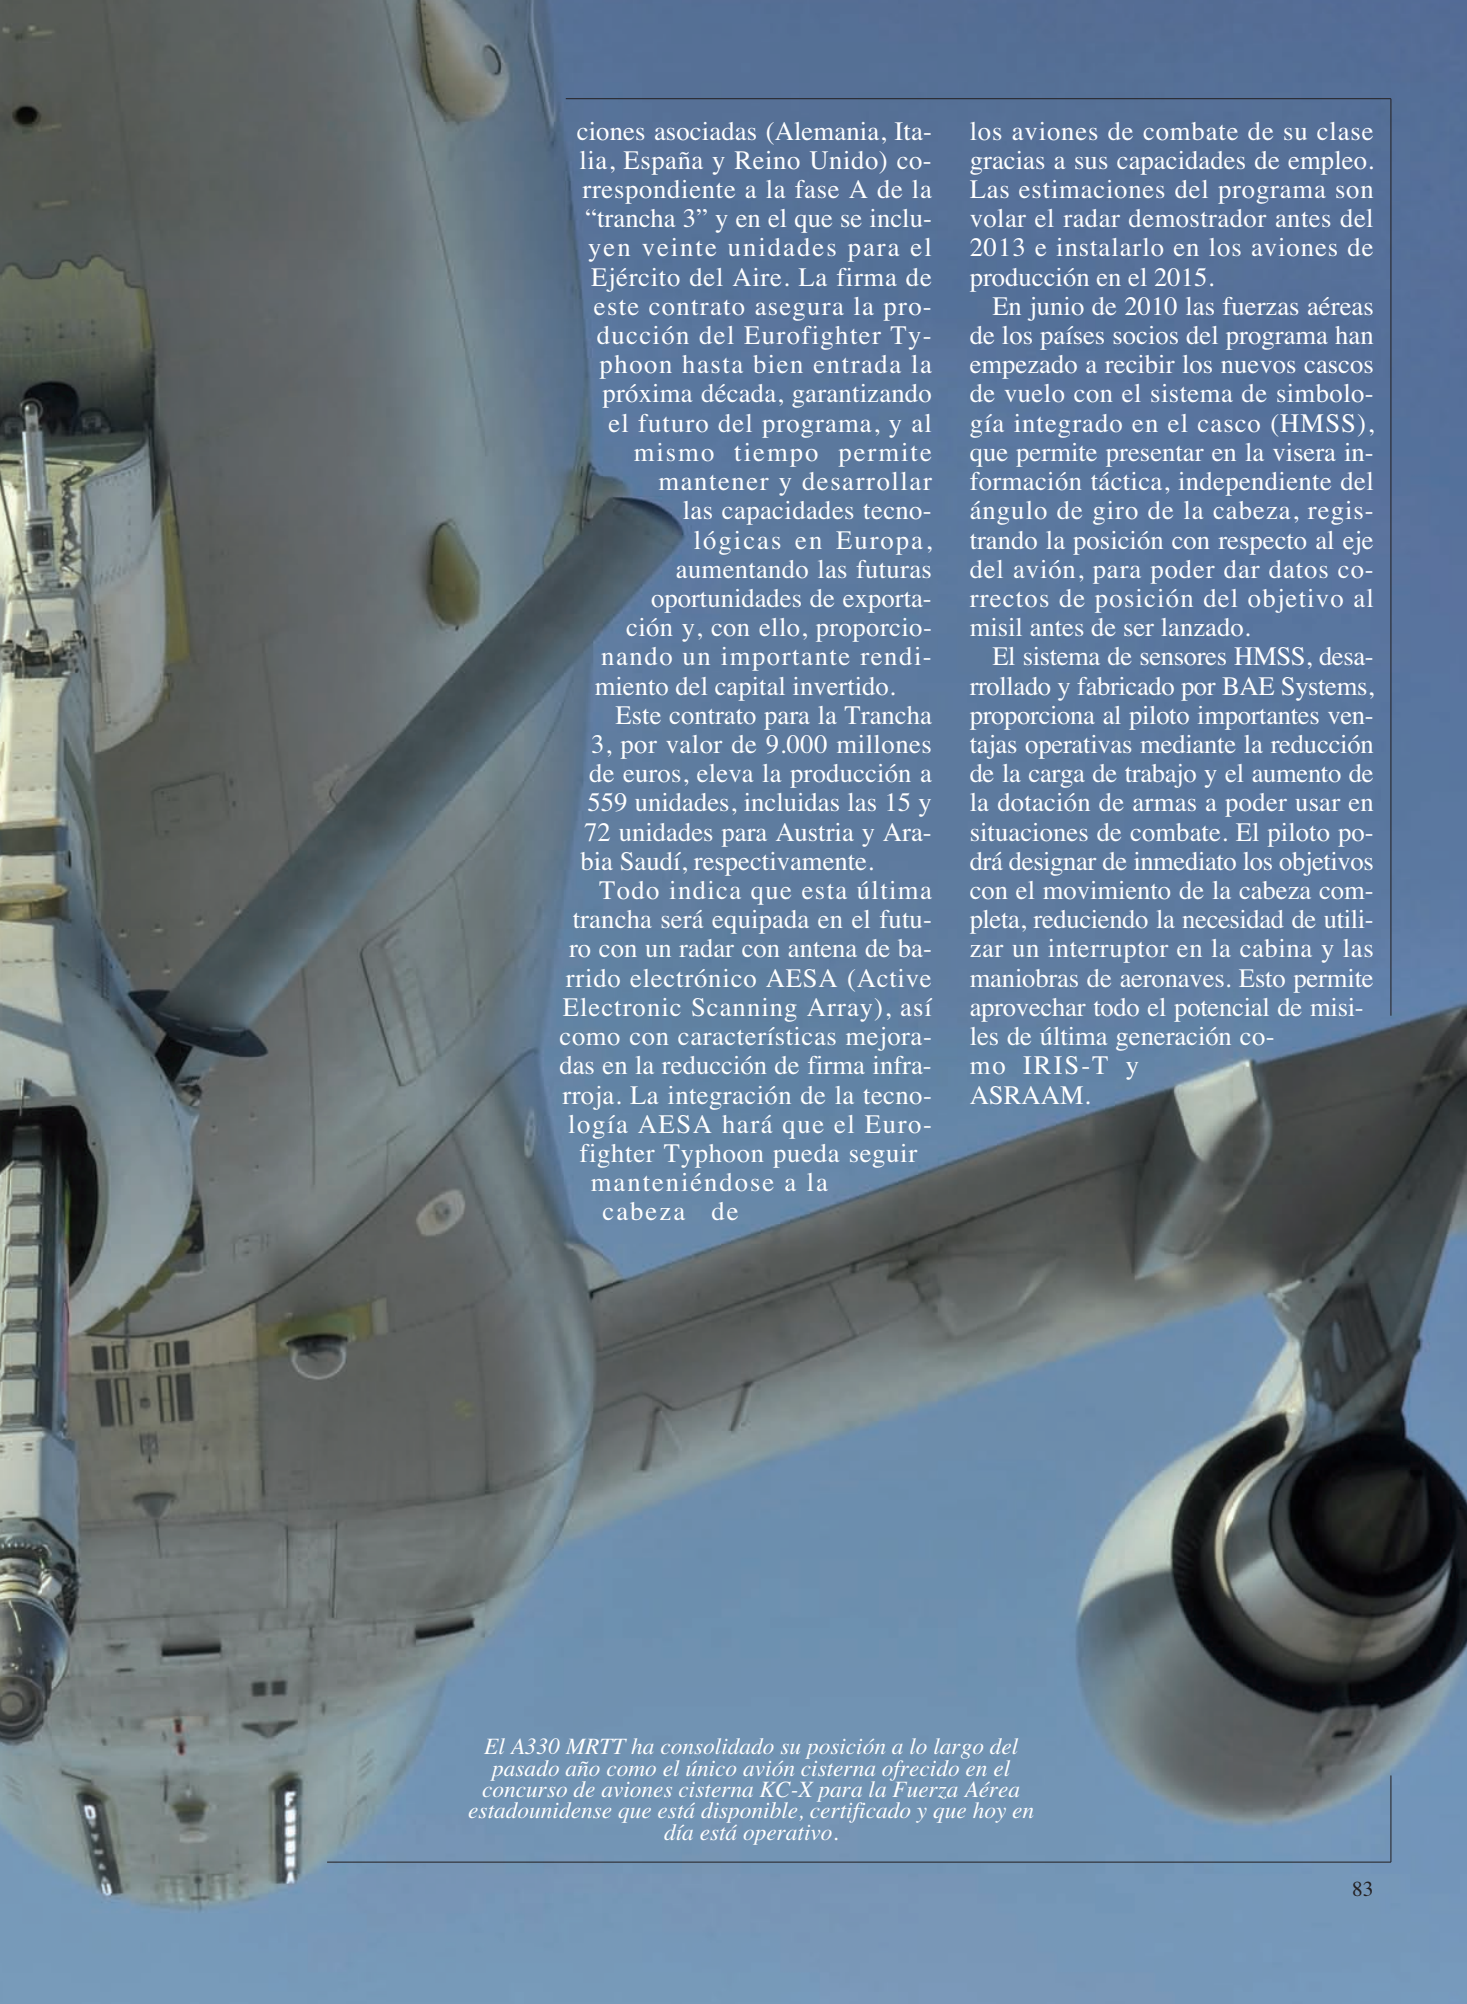 ciones asociadas (Alemania, Ita-
lia, España y Reino Unido) co-
rrespondiente a la fase A de la
“trancha 3” y en el que se inclu-
yen veinte unidades para el
Ejército del Aire. La firma de
este contrato asegura la pro-
ducción del Eurofighter Ty-
phoon hasta bien entrada la
próxima década, garantizando
el futuro del programa, y al
mismo tiempo permite
mantener y desarrollar
las capacidades tecno-
lógicas en Europa,
aumentando las futuras
oportunidades de exporta-
ción y, con ello, proporcio-
nando un importante rendi-
miento del capital invertido.
Este contrato para la Trancha
3, por valor de 9.000 millones
de euros, eleva la producción a
559 unidades, incluidas las 15 y
72 unidades para Austria y Ara-
bia Saudí, respectivamente.
Todo indica que esta última
trancha será equipada en el futu-
ro con un radar con antena de ba-
rrido electrónico AESA (Active
Electronic Scanning Array), así
como con características mejora-
das en la reducción de firma infra-
rroja. La integración de la tecno-
logía AESA hará que el Euro-
fighter Typhoon pueda seguir
manteniéndose a la
cabeza de
los aviones de combate de su clase
gracias a sus capacidades de empleo.
Las estimaciones del programa son
volar el radar demostrador antes del
2013 e instalarlo en los aviones de
producción en el 2015.
En junio de 2010 las fuerzas aéreas
de los países socios del programa han
empezado a recibir los nuevos cascos
de vuelo con el sistema de simbolo-
gía integrado en el casco (HMSS),
que permite presentar en la visera in-
formación táctica, independiente del
ángulo de giro de la cabeza, regis-
trando la posición con respecto al eje
del avión, para poder dar datos co-
rrectos de posición del objetivo al
misil antes de ser lanzado.
El sistema de sensores HMSS, desa-
rrollado y fabricado por BAE Systems,
proporciona al piloto importantes ven-
tajas operativas mediante la reducción
de la carga de trabajo y el aumento de
la dotación de armas a poder usar en
situaciones de combate. El piloto po-
drá designar de inmediato los objetivos
con el movimiento de la cabeza com-
pleta, reduciendo la necesidad de utili-
zar un interruptor en la cabina y las
maniobras de aeronaves. Esto permite
aprovechar todo el potencial de misi-
les de última generación co-
mo IRIS-T y
ASRAAM.
El A330 MRTT ha consolidado su posición a lo largo del
pasado año como el único avión cisterna ofrecido en el
concurso de aviones cisterna KC-X para la Fuerza Aérea
estadounidense que está disponible, certificado y que hoy en
día está operativo.
83